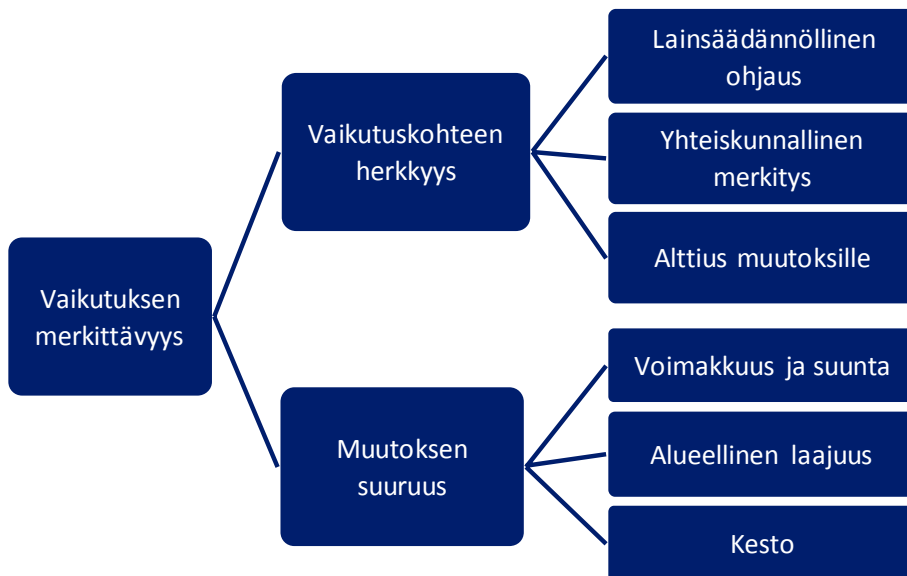 Lainsäädännöllinen
ohjaus
Vaikutuskohteen
herkkyys
Yhteiskunnallinen
merkitys
Alttius muutoksille
Vaikutuksen
merkittävyys
Voimakkuus ja suunta
Muutoksen
suuruus
Alueellinen laajuus
Kesto